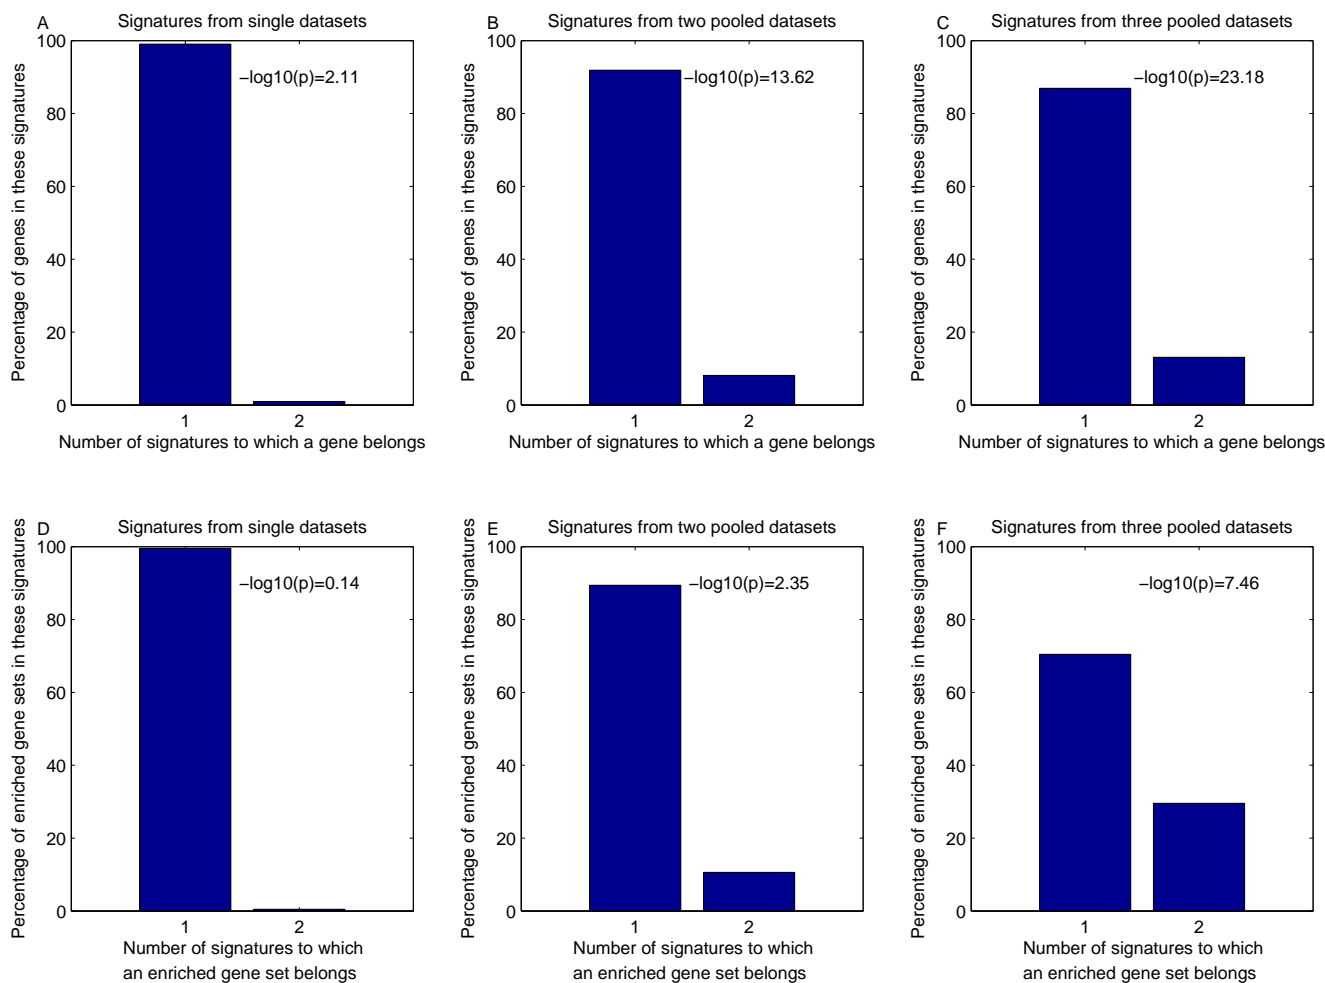 A
Signatures from single datasets
−log10(p)=2.11
100
80
60
40
20
0
Percentage of genes in these signatures
1 2
Number of signatures to which a gene belongs
B
Signatures from two pooled datasets
−log10(p)=13.62
100
80
60
40
20
0
Percentage of genes in these signatures
1 2
Number of signatures to which a gene belongs
C
Signatures from three pooled datasets
−log10(p)=23.18
100
80
60
40
20
0
Percentage of genes in these signatures
1 2
Number of signatures to which a gene belongs
D
Signatures from single datasets
−log10(p)=0.14
100
80
60
40
20
0
Percentage of enriched gene sets in these signatures
1 2
Number of signatures to which
an enriched gene set belongs
E
Signatures from two pooled datasets
−log10(p)=2.35
100
80
60
40
20
0
Percentage of enriched gene sets in these signatures
1 2
Number of signatures to which
an enriched gene set belongs
F
Signatures from three pooled datasets
−log10(p)=7.46
100
80
60
40
20
0
Percentage of enriched gene sets in these signatures
1 2
Number of signatures to which
an enriched gene set belongs